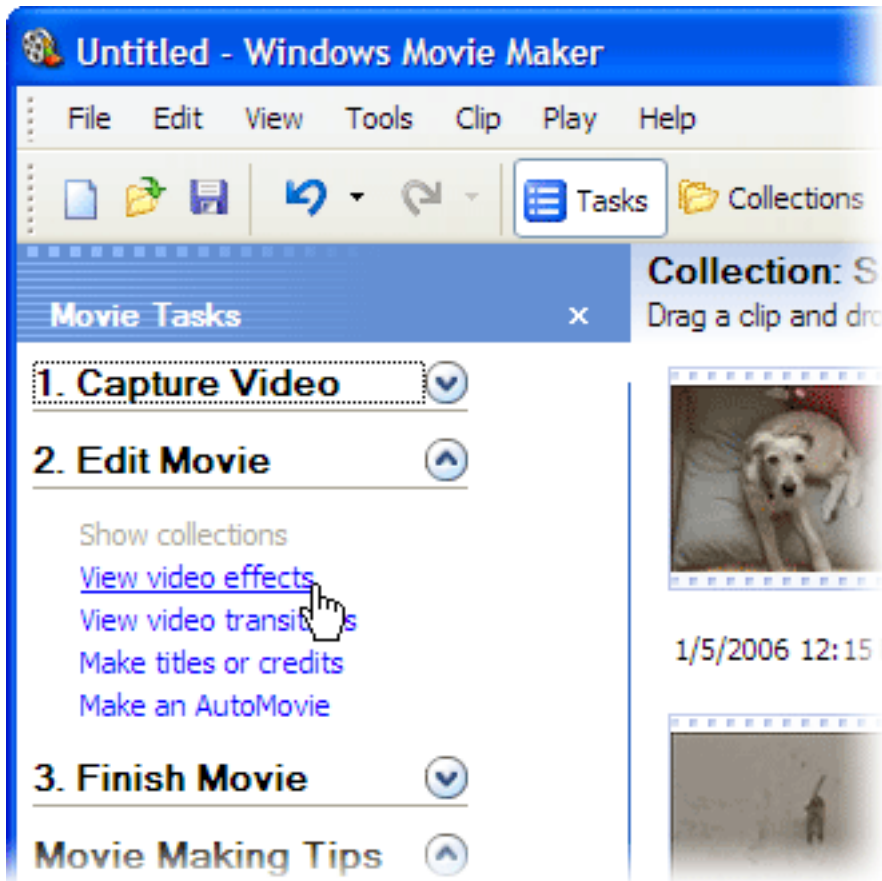 Untitled - Windows Movie Maker
File Edit View Tools Clip Play Help
Tasks Collections
Movie Tasks
Collection: S
Drag a clip and dro
1. Capture Video
2. Edit Movie
Show collections
View video effects
View video transitions
Make titles or credits
Make an AutoMovie
1/5/2006 12:15
3. Finish Movie
Movie Making Tips